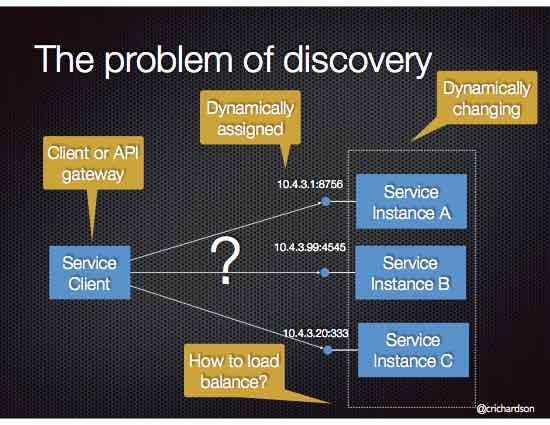 The problem of discovery
Dynamically
changing
Dynamically
assigned
Client or API
gateway
10.4.3.1:8756
Service
Instance A
?
10.4.3.99:4545
Service
Client
Service
Instance B
10.4.3.20:333
Service
Instance C
How to load
balance?
@crichardson